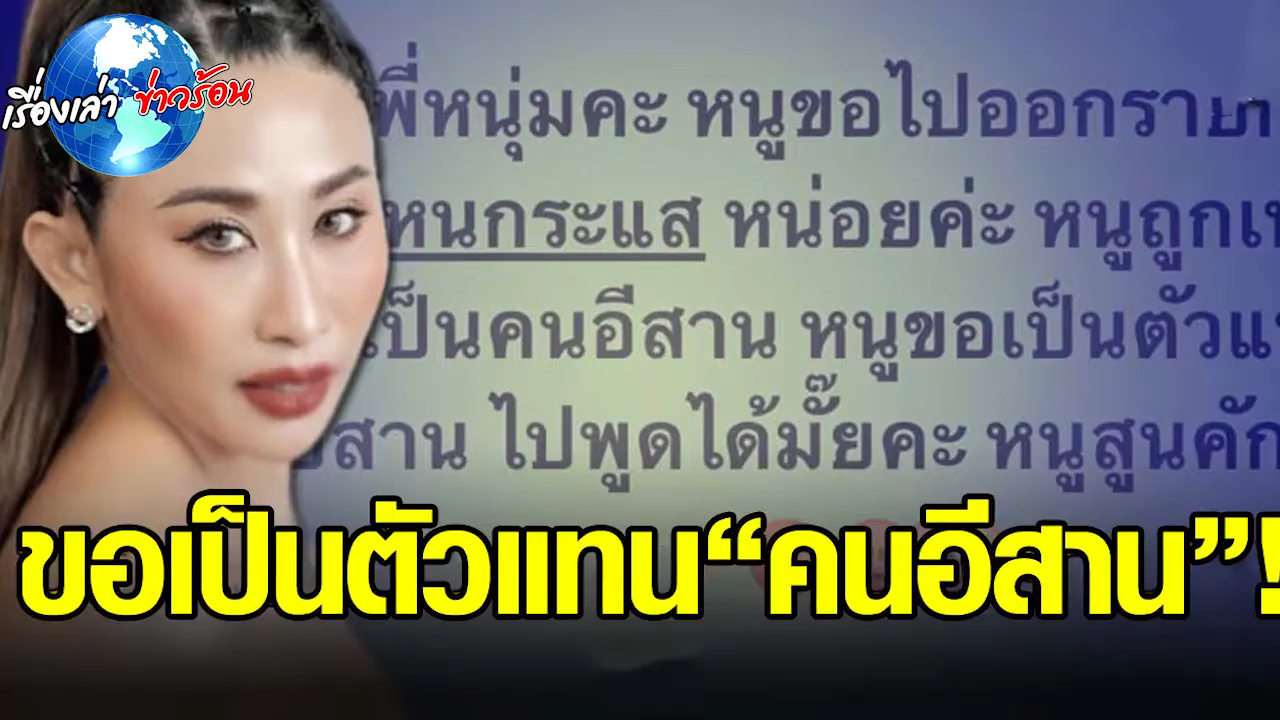 เรื่องเล่า ข่าวร้อน
พี่หนุ่มคะ หนูขอไปออกราย
หนกระแส หน่อยค่ะ หนูถูกเห
เป็นคนอีสาน หนูขอเป็นตัวแ
สาน ไปพูดได้มั๊ยคะ หนูสูนคัก
ขอเป็นตัวแทน“คนอีสาน”!